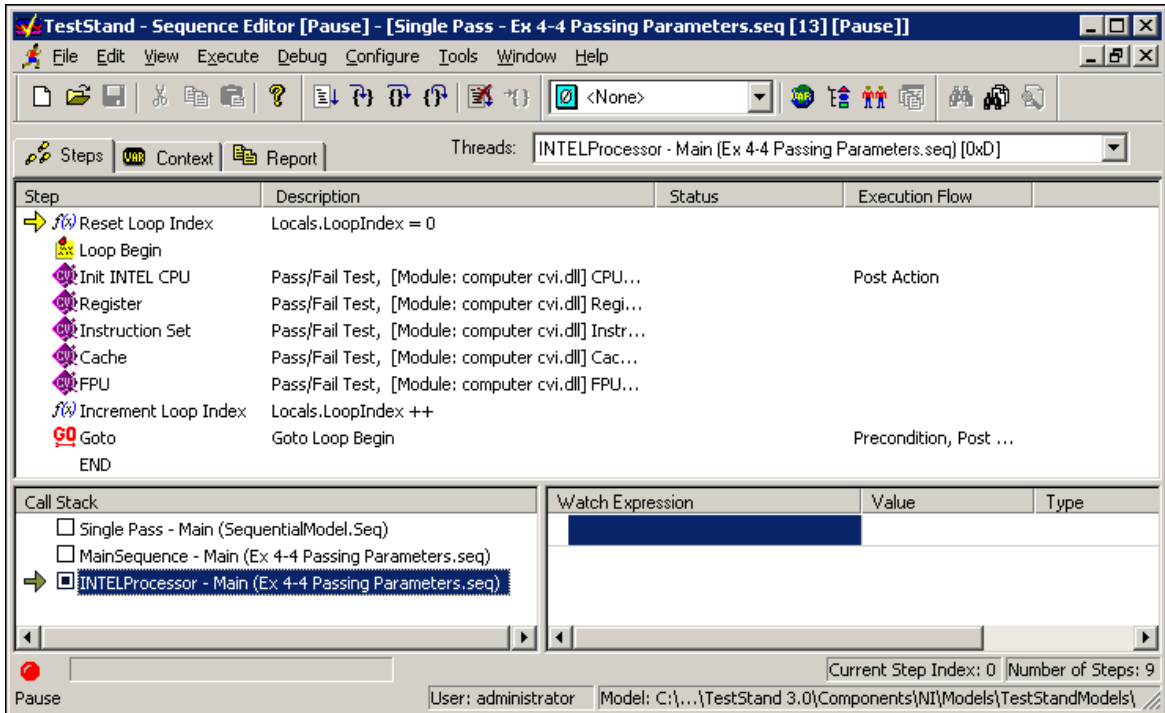 TestStand - Sequence Editor [Pause] - [Single Pass - Ex 4-4 Passing Parameters.seq [13] [Pause]]
File Edit View Execute Debug Configure Tools Window Help
<None>
Steps Context Report Threads: INTELProcessor - Main (Ex 4-4 Passing Parameters.seq) [0xD]
Step Description Status Execution Flow
f(x) Reset Loop Index Locals.LoopIndex = 0
Loop Begin
Init INTEL CPU Pass/Fail Test, [Module: computer cvi.dll] CPU... Post Action
Register Pass/Fail Test, [Module: computer cvi.dll] Regi...
Instruction Set Pass/Fail Test, [Module: computer cvi.dll] Instr...
Cache Pass/Fail Test, [Module: computer cvi.dll] Cac...
FPU Pass/Fail Test, [Module: computer cvi.dll] FPU...
f(x) Increment Loop Index Locals.LoopIndex ++
GO Goto Goto Loop Begin Precondition, Post ...
END
Call Stack Watch Expression Value Type
Single Pass - Main (SequentialModel.Seq)
MainSequence - Main (Ex 4-4 Passing Parameters.seq)
INTELProcessor - Main (Ex 4-4 Passing Parameters.seq)
Current Step Index: 0 Number of Steps: 9
Pause User: administrator Model: C:\...\TestStand 3.0\Components\NI\Models\TestStandModels\